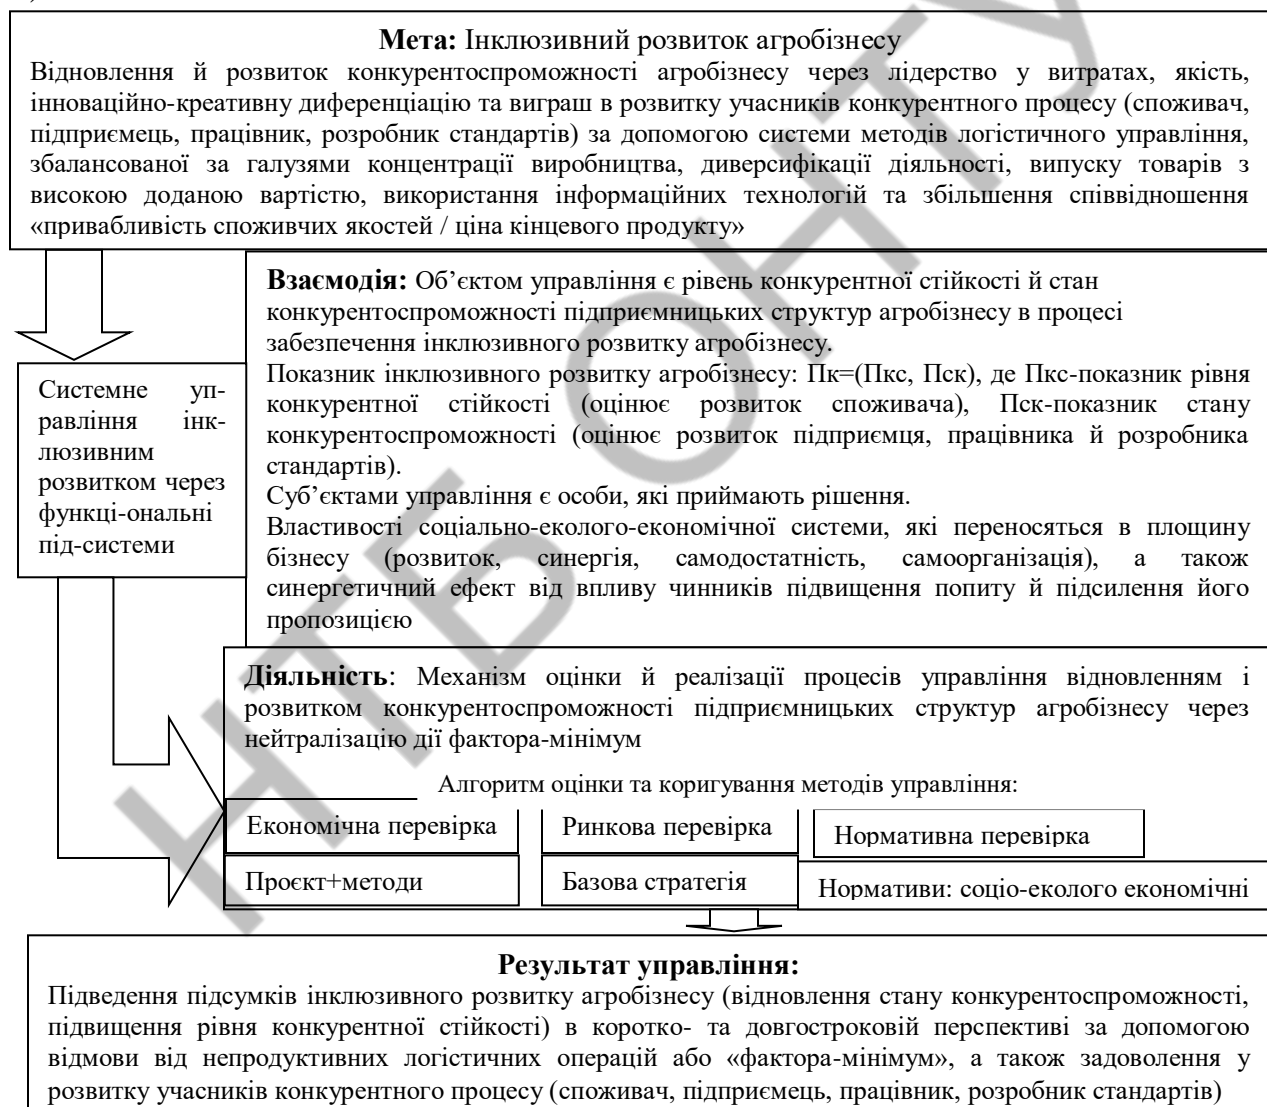 Мета: Інклюзивний розвиток агробізнесу
Відновлення й розвиток конкурентоспроможності агробізнесу через лідерство у витратах, якість,
інноваційно-креативну диференціацію та виграш в розвитку учасників конкурентного процесу (споживач,
підприємець, працівник, розробник стандартів) за допомогою системи методів логістичного управління,
збалансованої за галузями концентрації виробництва, диверсифікації діяльності, випуску товарів з
високою доданою вартістю, використання інформаційних технологій та збільшення співвідношення
«привабливість споживчих якостей / ціна кінцевого продукту»
Взаємодія: Об’єктом управління є рівень конкурентної стійкості й стан
конкурентоспроможності підприємницьких структур агробізнесу в процесі
забезпечення інклюзивного розвитку агробізнесу.
Показник інклюзивного розвитку агробізнесу: Пк=(Пкс, Пск), де Пкс-показник рівня
конкурентної стійкості (оцінює розвиток споживача), Пск-показник стану
конкурентоспроможності (оцінює розвиток підприємця, працівника й розробника
стандартів).
Суб’єктами управління є особи, які приймають рішення.
Властивості соціально-еколого-економічної системи, які переносяться в площину
бізнесу (розвиток, синергія, самодостатність, самоорганізація), а також
синергетичний ефект від впливу чинників підвищення попиту й підсилення його
пропозицією
Системне уп-
равління інк-
люзивним
розвитком через
функці-ональні
під-системи
Діяльність: Механізм оцінки й реалізації процесів управління відновленням і
розвитком конкурентоспроможності підприємницьких структур агробізнесу через
нейтралізацію дії фактора-мінімум
Алгоритм оцінки та коригування методів управління:
Економічна перевірка
Ринкова перевірка
Нормативна перевірка
Проєкт+методи
Базова стратегія
Нормативи: соціо-еколого економічні
Результат управління:
Підведення підсумків інклюзивного розвитку агробізнесу (відновлення стану конкурентоспроможності,
підвищення рівня конкурентної стійкості) в коротко- та довгостроковій перспективі за допомогою
відмови від непродуктивних логістичних операцій або «фактора-мінімум», а також задоволення у
розвитку учасників конкурентного процесу (споживач, підприємець, працівник, розробник стандартів)
НТБ ОНТУ